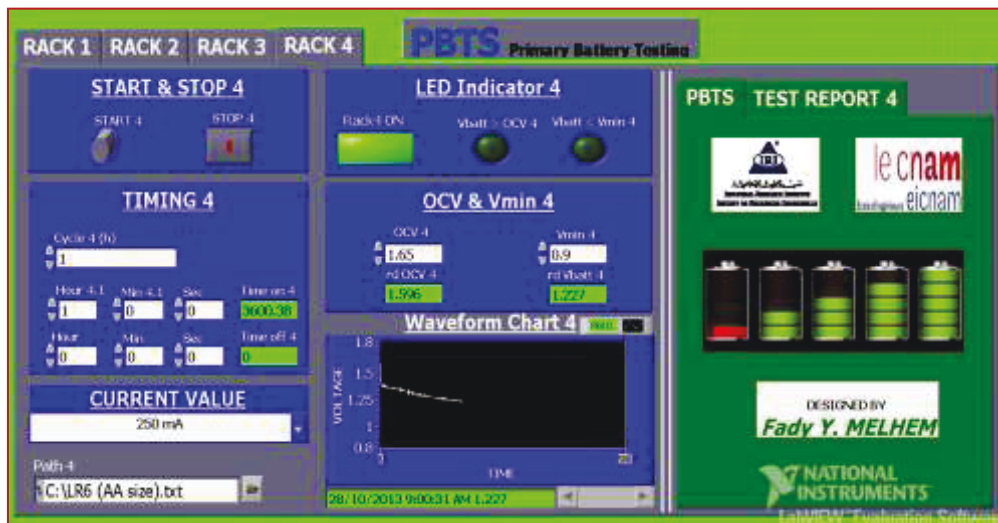 RACK 1 RACK 2 RACK 3 RACK 4
PBTS Primary Battery Testing
START & STOP 4
START 4 STOP 4
LED Indicator 4
Rack 4 ON Vbatt > OCV 4 Vbatt < Vmin 4
TIMING 4
Cycle 4 (h)
1
Hour 4.1 Min 4.1 Sec Time on 4
1 0 0 3600.38
Hour Min Sec Time off 4
0 0 0 0
OCV & Vmin 4
OCV 4 Vmin 4
1.65 0.9
rd OCV 4 rd Vbatt 4
1.596 1.227
CURRENT VALUE
250 mA
Path 4
C:\LR6 (AA size).txt
Waveform Chart 4
VOLTAGE
1.8
1.5
1.25
1
0.8
TIME
28/10/2013 9:00:31 AM 1.227
PBTS TEST REPORT 4
IRI
le cnam
eicnam
DESIGNED BY
Fady Y. MELHEM
NATIONAL
INSTRUMENTS
LabVIEW Evaluation Software